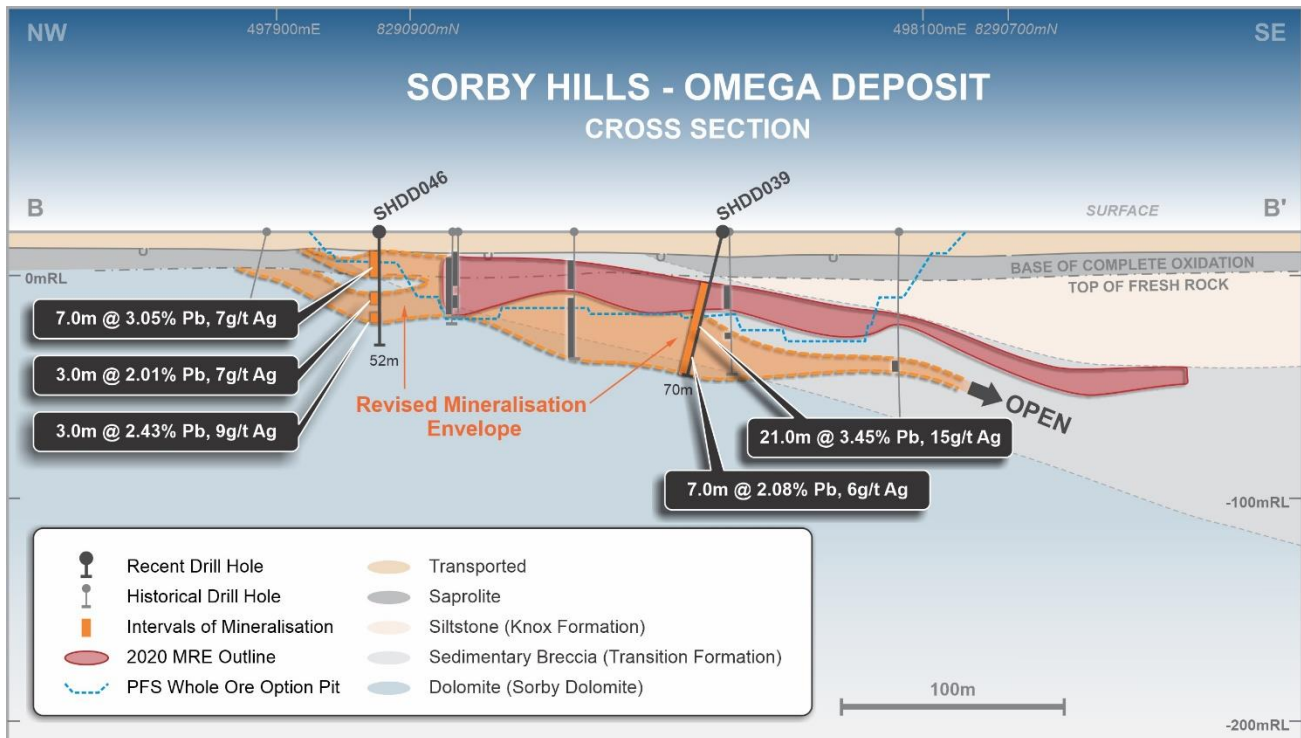 NW
497900mE
8290900mN
498100mE
8290700mN
SE
SORBY HILLS - OMEGA DEPOSIT
CROSS SECTION
B
SHDD046
SHDD039
SURFACE
B'
0mRL
BASE OF COMPLETE OXIDATION
TOP OF FRESH ROCK
7.0m @ 3.05% Pb, 7g/t Ag
3.0m @ 2.01% Pb, 7g/t Ag
3.0m @ 2.43% Pb, 9g/t Ag
52m
70m
Revised Mineralisation
Envelope
OPEN
21.0m @ 3.45% Pb, 15g/t Ag
7.0m @ 2.08% Pb, 6g/t Ag
-100mRL
Recent Drill Hole
Historical Drill Hole
Intervals of Mineralisation
2020 MRE Outline
PFS Whole Ore Option Pit
Transported
Saprolite
Siltstone (Knox Formation)
Sedimentary Breccia (Transition Formation)
Dolomite (Sorby Dolomite)
100m
-200mRL